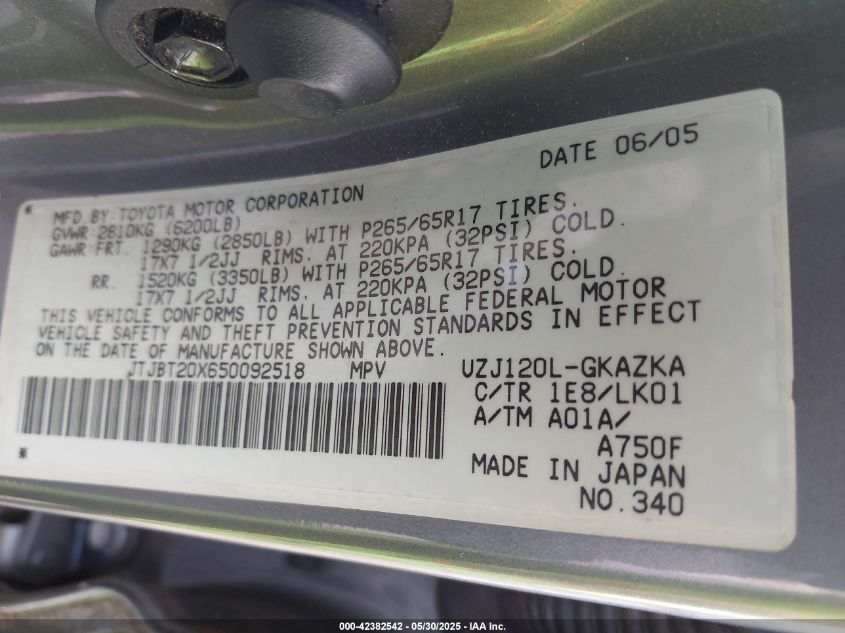 DATE 06/05
MFD BY:TOYOTA MOTOR CORPORATION
GVWR:2810KG (6200LB)
GAWR:FRT. 1290KG (2850LB) WITH P265/65R17 TIRES.
17X7 1/2JJ RIMS. AT 220KPA (32PSI) COLD.
RR. 1520KG (3350LB) WITH P265/65R17 TIRES.
17X7 1/2JJ RIMS. AT 220KPA (32PSI) COLD.
THIS VEHICLE CONFORMS TO ALL APPLICABLE FEDERAL MOTOR
VEHICLE SAFETY AND THEFT PREVENTION STANDARDS IN EFFECT
ON THE DATE OF MANUFACTURE SHOWN ABOVE.
JTJBT20X650092518 MPV UZJ120L-GKAZKA
C/TR 1E8/LK01
A/TM A01A/
A750F
MADE IN JAPAN
NO.340
000-42382542 • 05/30/2025 - IAA Inc.